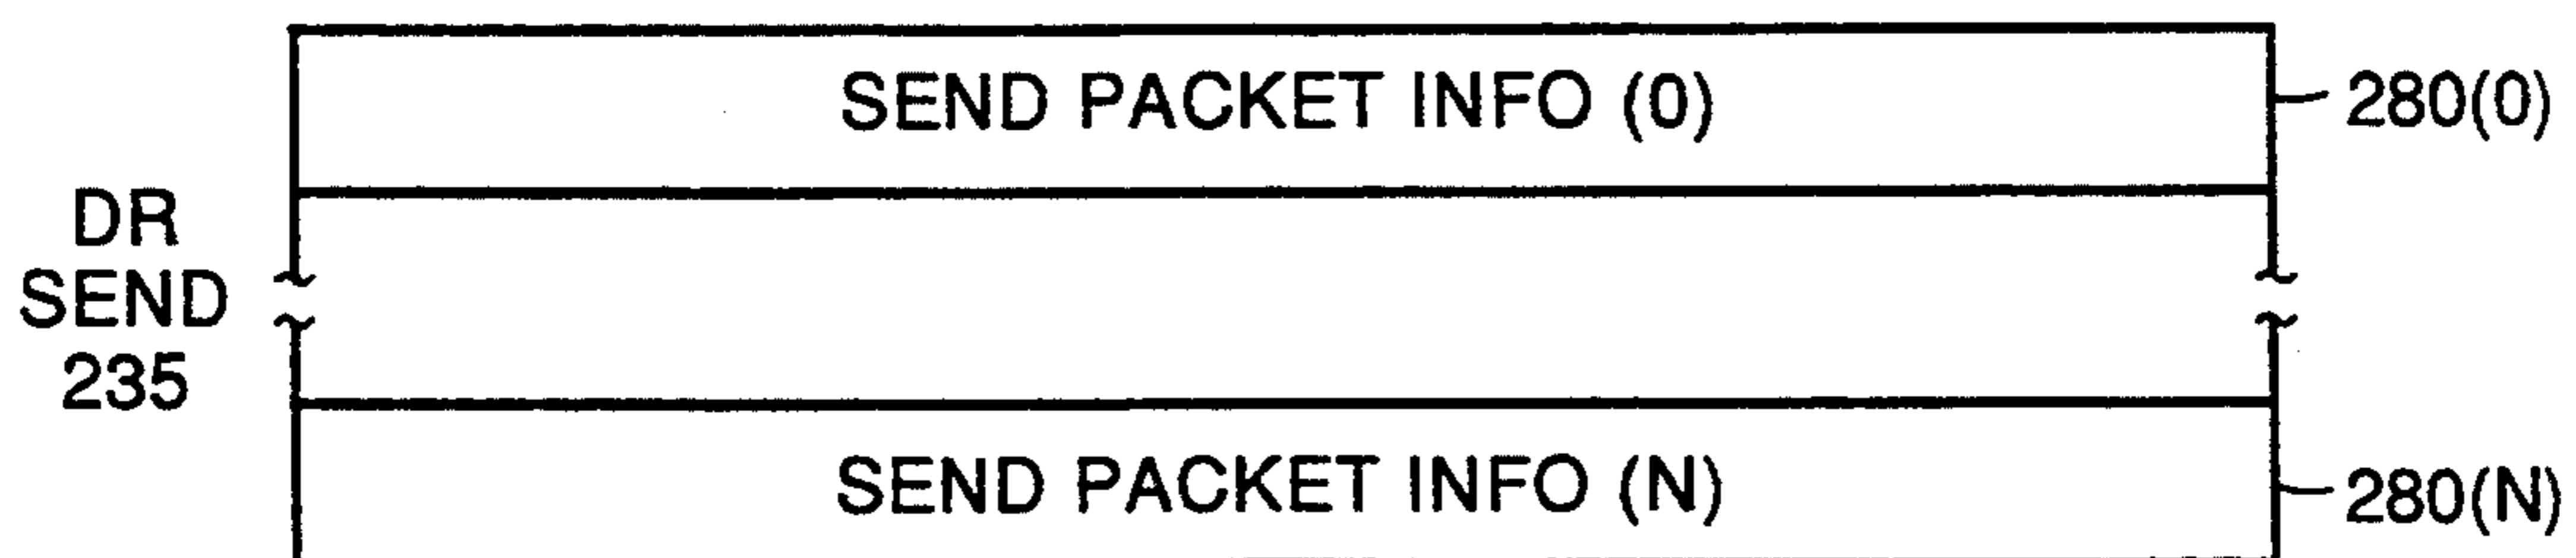 SEND PACKET INFO (0)
280(0)
DR
SEND
235
SEND PACKET INFO (N)
280(N)